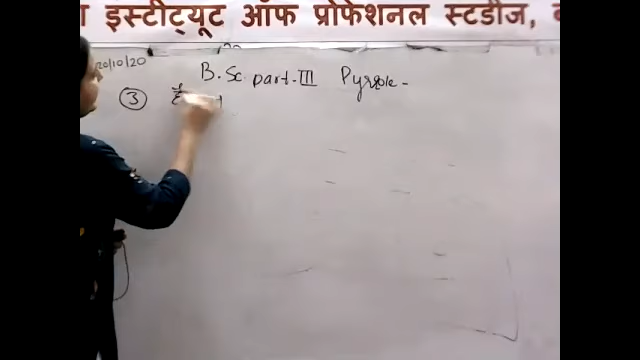 इंस्टीट्यूट ऑफ प्रोफेशनल स्टडीज,
20/10/20
B.Sc. part-III Pyrrole -
③